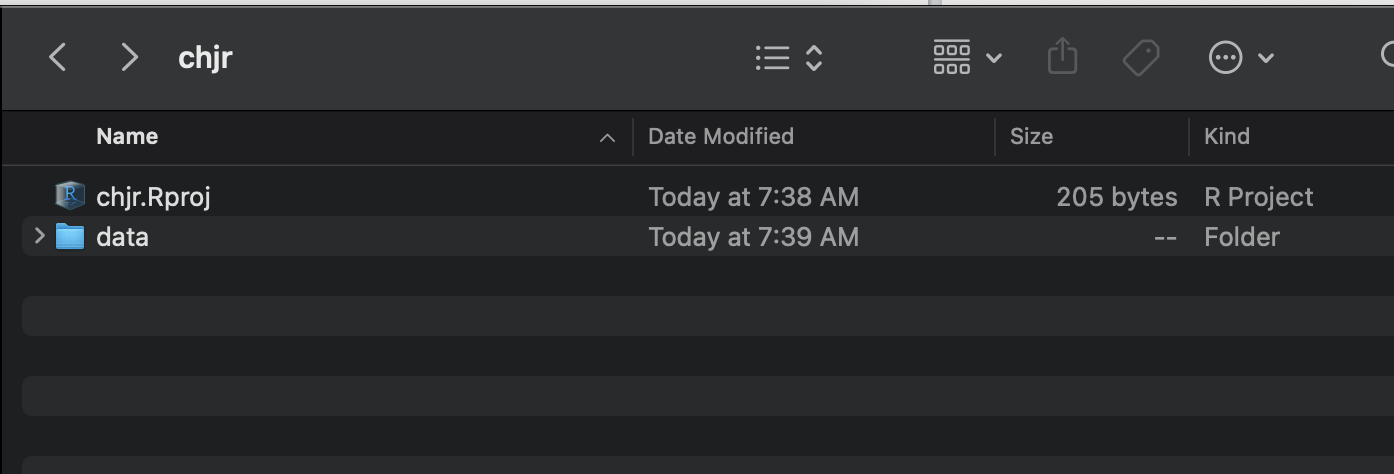 chjr
Name Date Modified Size Kind
chjr.Rproj Today at 7:38 AM 205 bytes R Project
data Today at 7:39 AM -- Folder